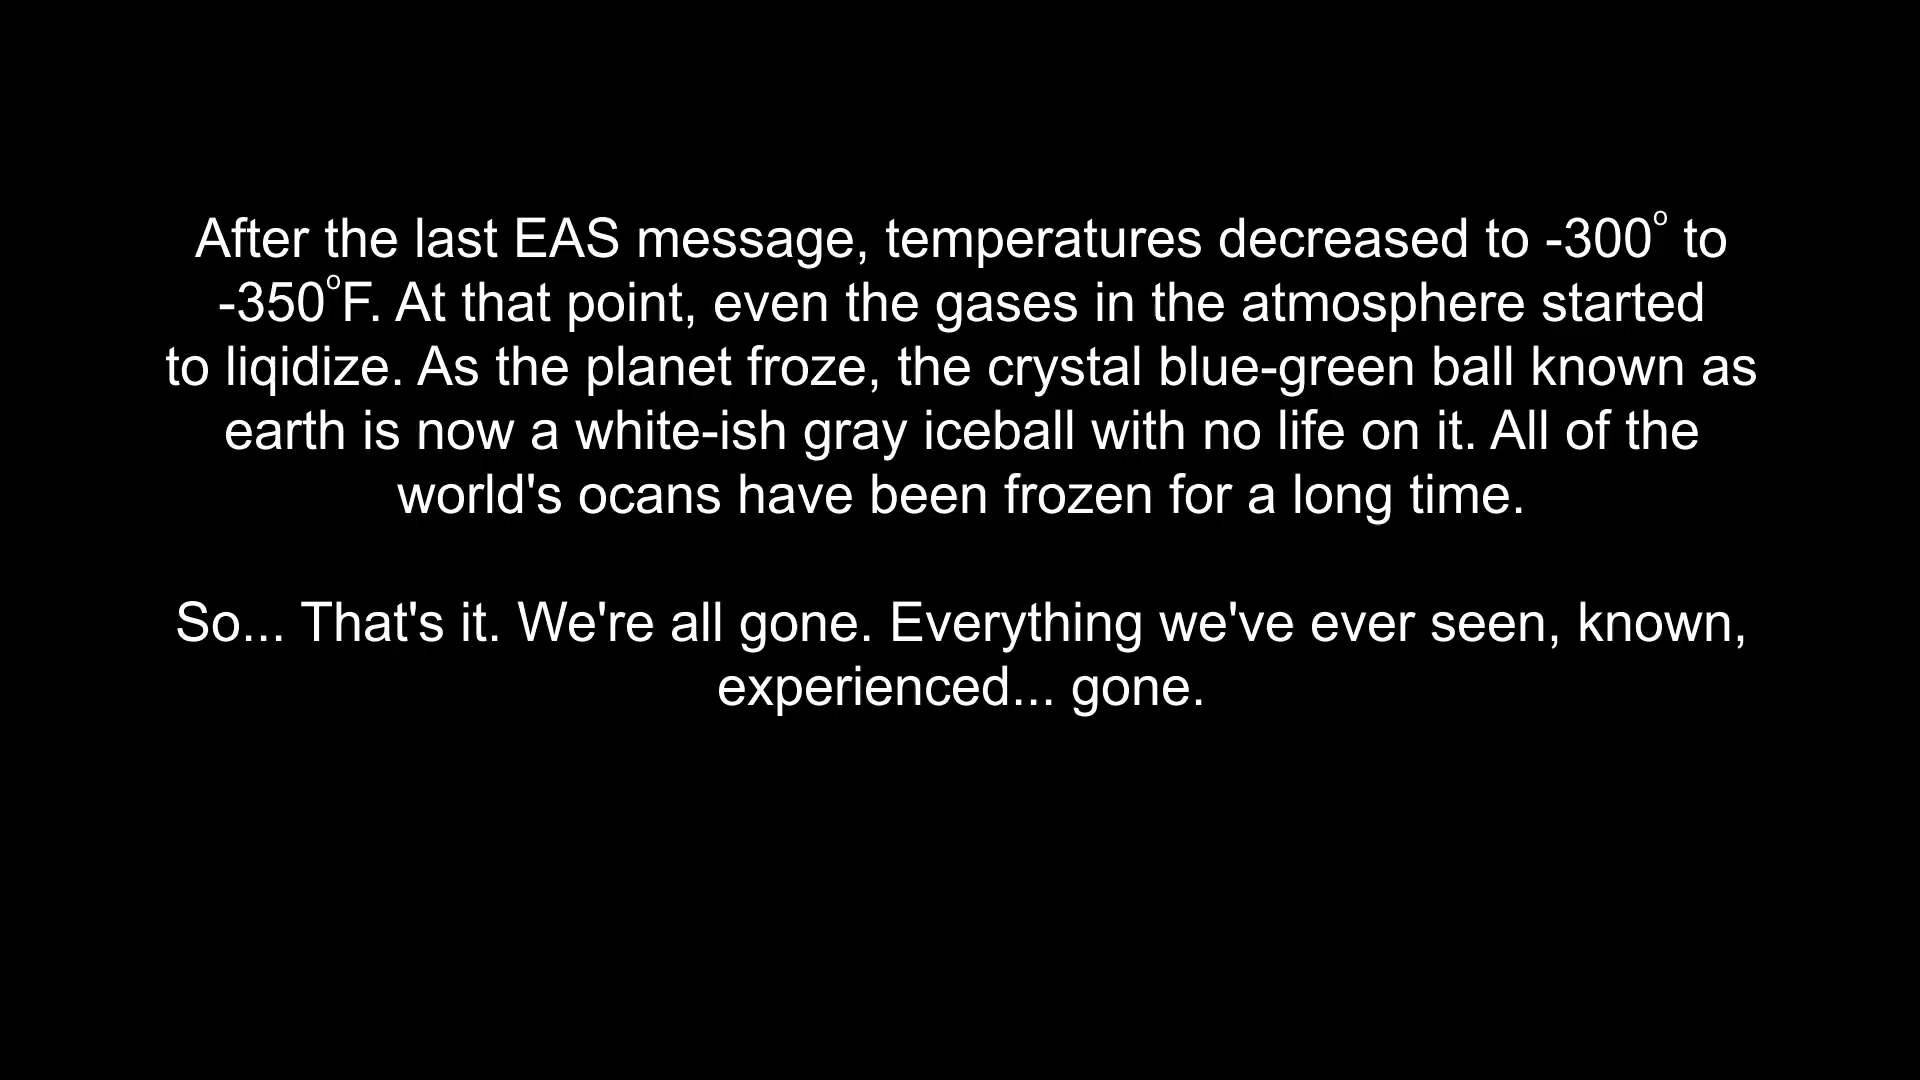 After the last EAS message, temperatures decreased to -300° to
-350°F. At that point, even the gases in the atmosphere started
to liqidize. As the planet froze, the crystal blue-green ball known as
earth is now a white-ish gray iceball with no life on it. All of the
world's ocans have been frozen for a long time.
So... That's it. We're all gone. Everything we've ever seen, known,
experienced... gone.